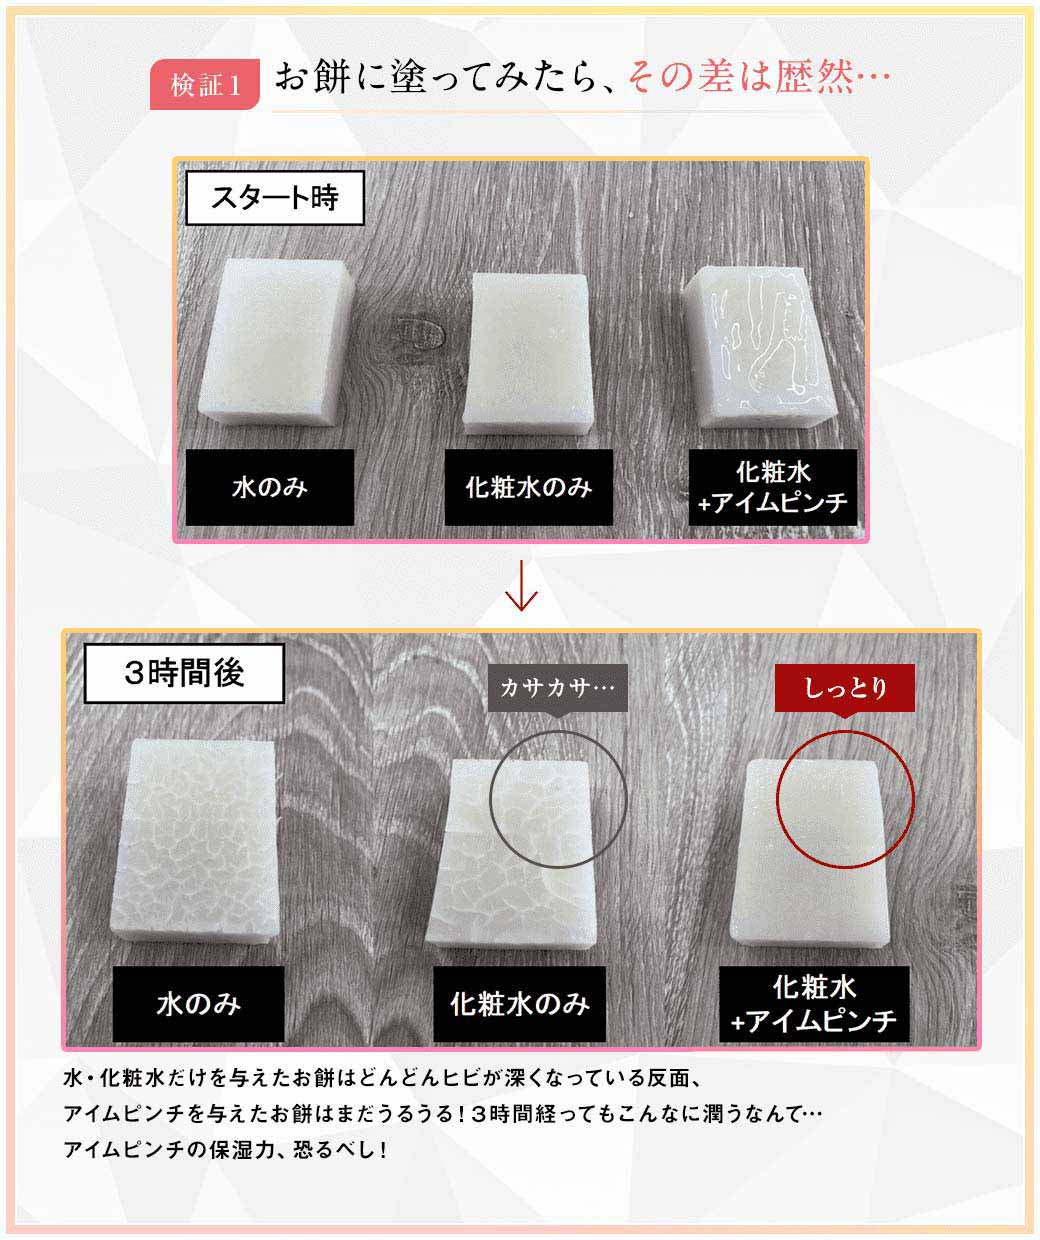 検証1 お餅に塗ってみたら、その差は歴然…
スタート時
水のみ
化粧水のみ
化粧水
+アイムピンチ
3時間後
カサカサ…
しっとり
水のみ
化粧水のみ
化粧水
+アイムピンチ
水・化粧水だけを与えたお餅はどんどんヒビが深くなっている反面、
アイムピンチを与えたお餅はまだうるうる！3時間経ってもこんなに潤うなんて…
アイムピンチの保湿力、恐るべし！